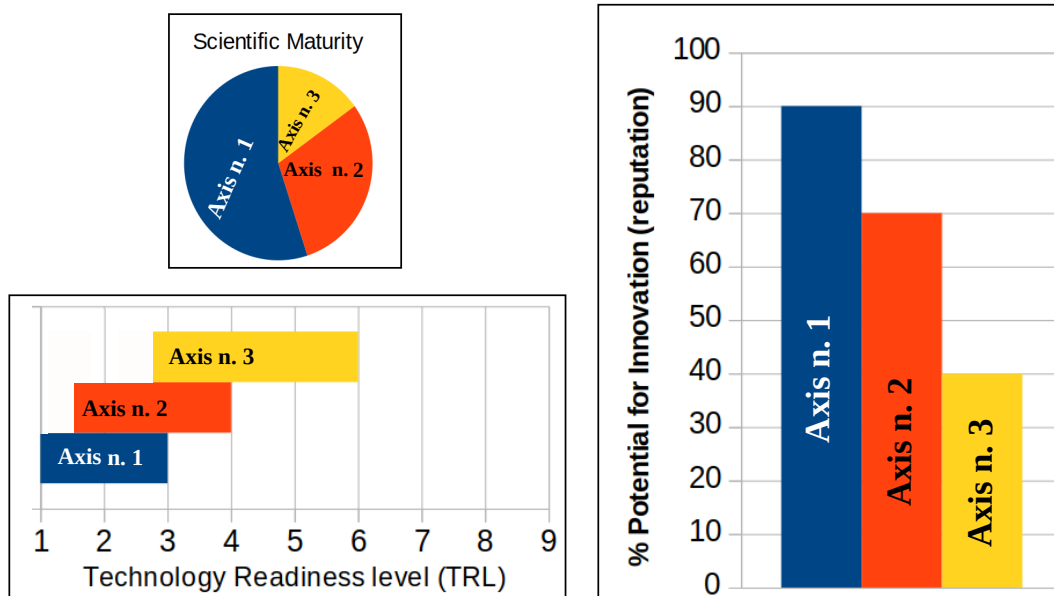 Scientific Maturity
Axis n. 3
Axis n. 2
Axis n. 1
Axis n. 3
Axis n. 2
Axis n. 1
1 2 3 4 5 6 7 8 9
Technology Readiness level (TRL)
% Potential for Innovation (reputation)
100
90
80
70
60
50
40
30
20
10
0
Axis n. 1
Axis n. 2
Axis n. 3